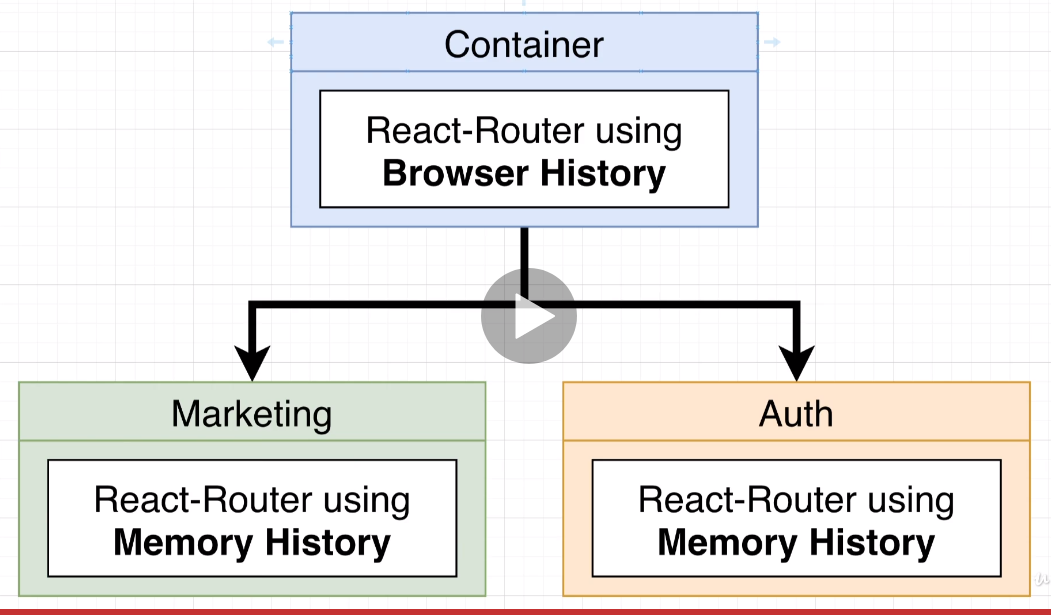 Container
React-Router using
Browser History
Marketing
React-Router using
Memory History
Auth
React-Router using
Memory History